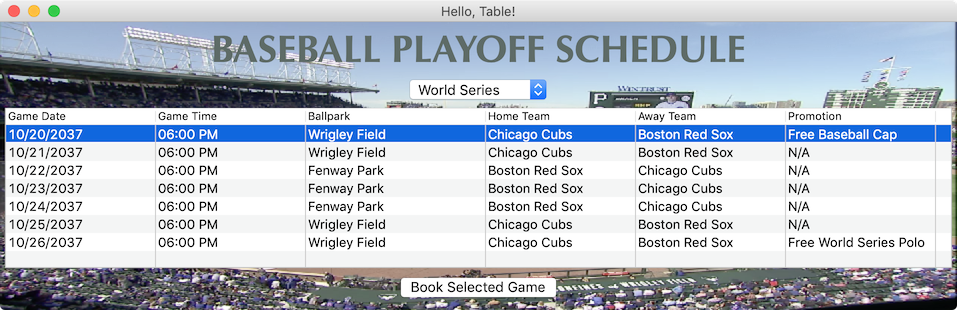 Hello, Table!
BASEBALL PLAYOFF SCHEDULE
World Series
Game Date Game Time Ballpark Home Team Away Team Promotion
10/20/2037 06:00 PM Wrigley Field Chicago Cubs Boston Red Sox Free Baseball Cap
10/21/2037 06:00 PM Wrigley Field Chicago Cubs Boston Red Sox N/A
10/22/2037 06:00 PM Fenway Park Boston Red Sox Chicago Cubs N/A
10/23/2037 06:00 PM Fenway Park Boston Red Sox Chicago Cubs N/A
10/24/2037 06:00 PM Fenway Park Boston Red Sox Chicago Cubs N/A
10/25/2037 06:00 PM Wrigley Field Chicago Cubs Boston Red Sox N/A
10/26/2037 06:00 PM Wrigley Field Chicago Cubs Boston Red Sox Free World Series Polo
Book Selected Game